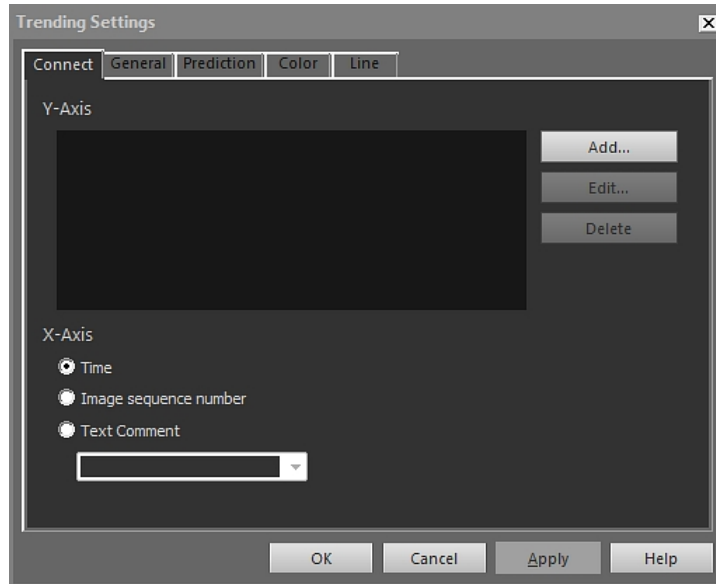 Trending Settings
Connect General Prediction Color Line
Y-Axis
Add...
Edit...
Delete
X-Axis
Time
Image sequence number
Text Comment
OK Cancel Apply Help